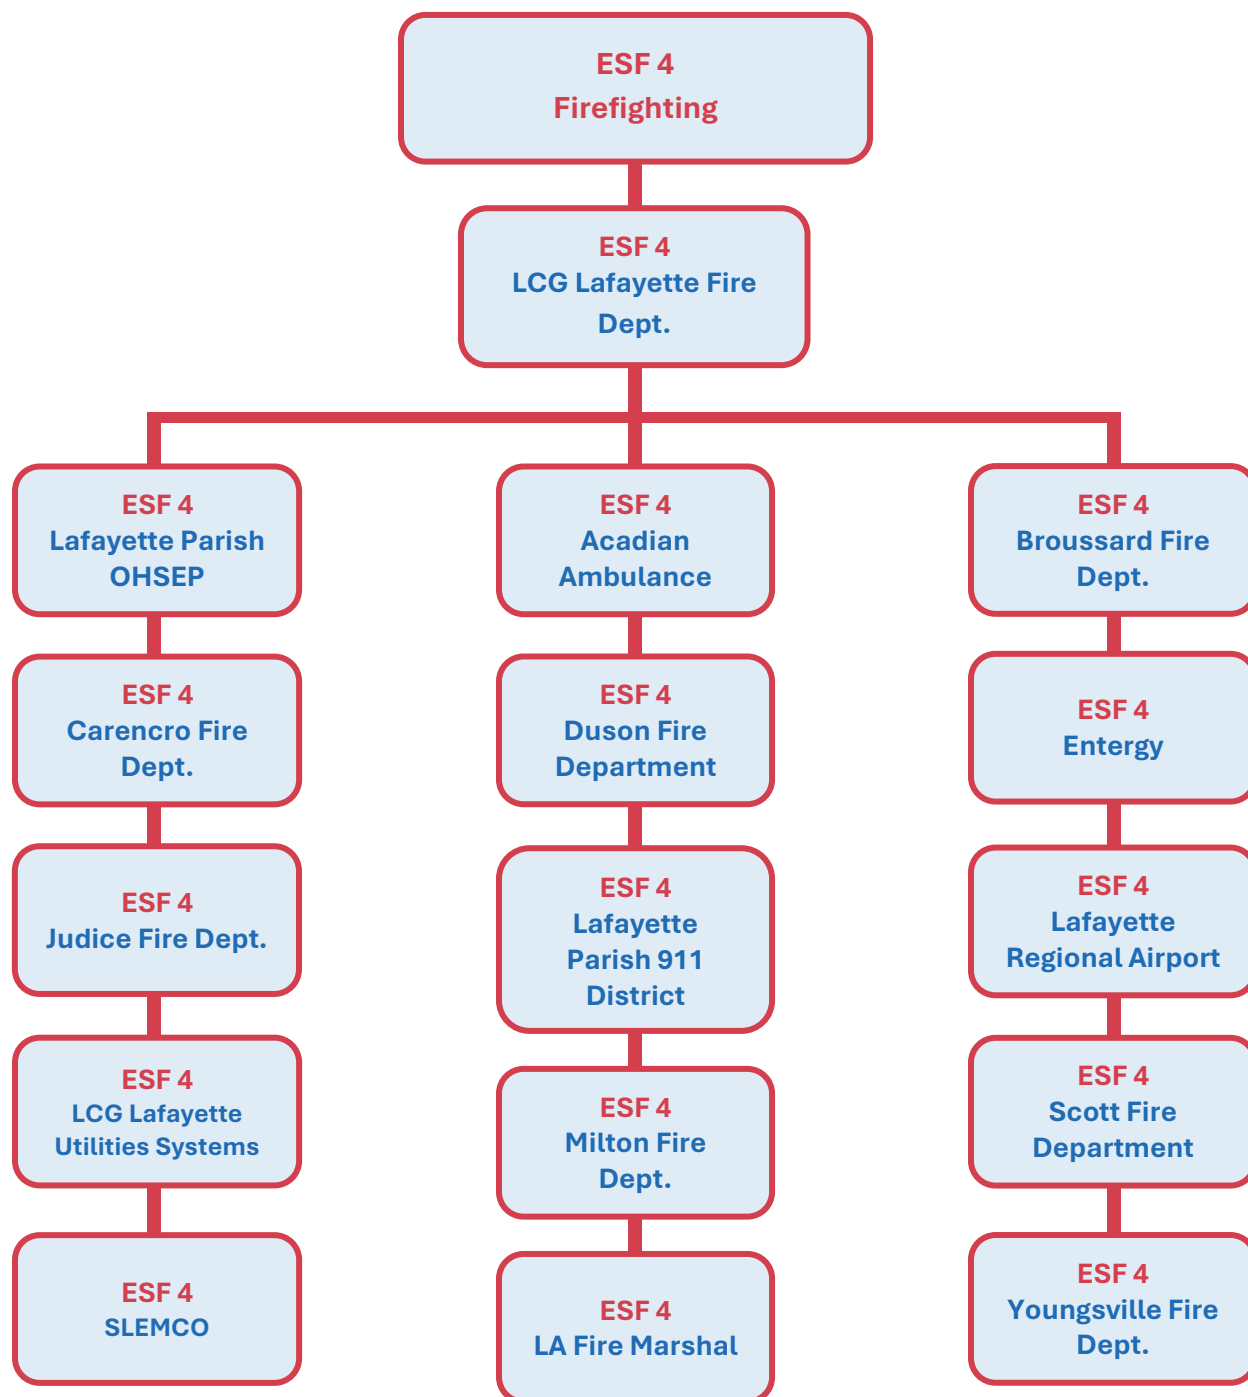 ESF 4
Firefighting
ESF 4
LCG Lafayette Fire
Dept.
ESF 4
Lafayette Parish
OHSEP
ESF 4
Acadian
Ambulance
ESF 4
Broussard Fire
Dept.
ESF 4
Carencro Fire
Dept.
ESF 4
Duson Fire
Department
ESF 4
Entergy
ESF 4
Judice Fire Dept.
ESF 4
Lafayette
Parish 911
District
ESF 4
Lafayette
Regional Airport
ESF 4
LCG Lafayette
Utilities Systems
ESF 4
Milton Fire
Dept.
ESF 4
Scott Fire
Department
ESF 4
SLEMCO
ESF 4
LA Fire Marshal
ESF 4
Youngsville Fire
Dept.